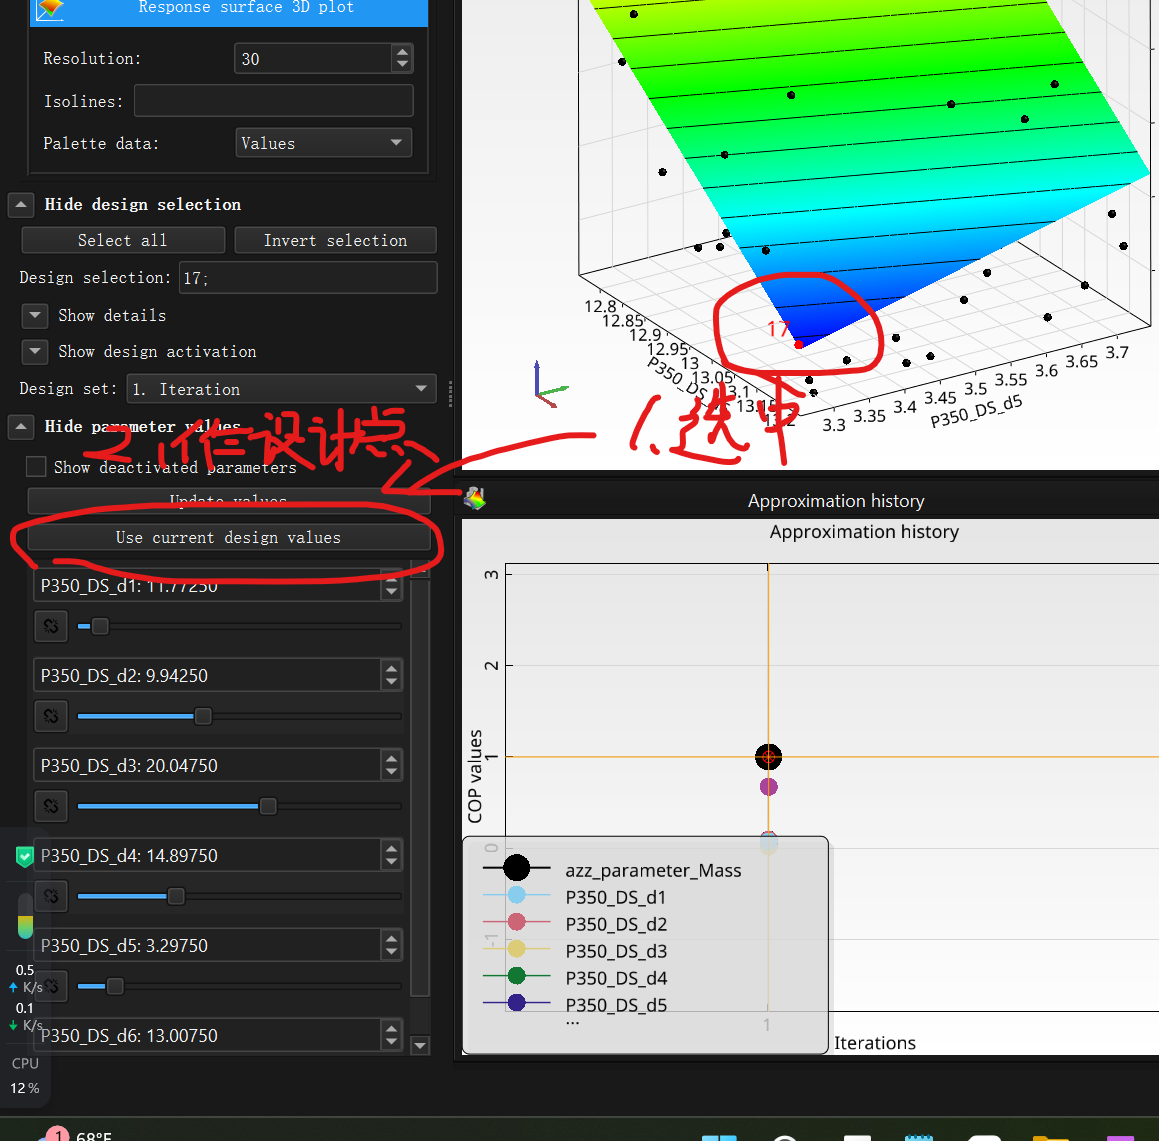 Response surface 3D plot
Resolution:
30
Isolines:
Palette data:
Values
Hide design selection
Select all
Invert selection
Design selection:
17;
Show details
Show design activation
Design set:
1. Iteration
Hide parameter values
2.作设计点
Show deactivated parameters
Update values
Use current design values
P350_DS_d1: 11.77250
P350_DS_d2: 9.94250
P350_DS_d3: 20.04750
P350_DS_d4: 14.89750
P350_DS_d5: 3.29750
P350_DS_d6: 13.00750
0.5
K/s
0.1
K/s
CPU
12 %
1
68°F
17
12.8
12.85
12.9
12.95
13
13.05
13.1
13.15
13.2
P350_DS_
3.3
3.35
3.4
3.45
3.5
3.55
3.6
3.65
3.7
P350_DS_d5
1.选中
Approximation history
Approximation history
3
2
1
0
-1
COP values
azz_parameter_Mass
P350_DS_d1
P350_DS_d2
P350_DS_d3
P350_DS_d4
P350_DS_d5
...
1
Iterations